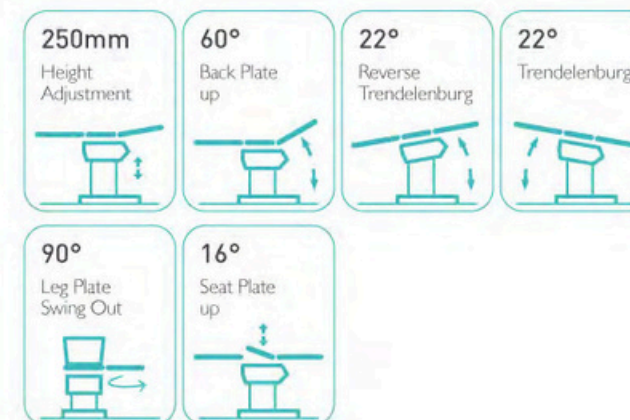 250mm
Height
Adjustment
60°
Back Plate
up
22°
Reverse
Trendelenburg
22°
Trendelenburg
90°
Leg Plate
Swing Out
16°
Seat Plate
up